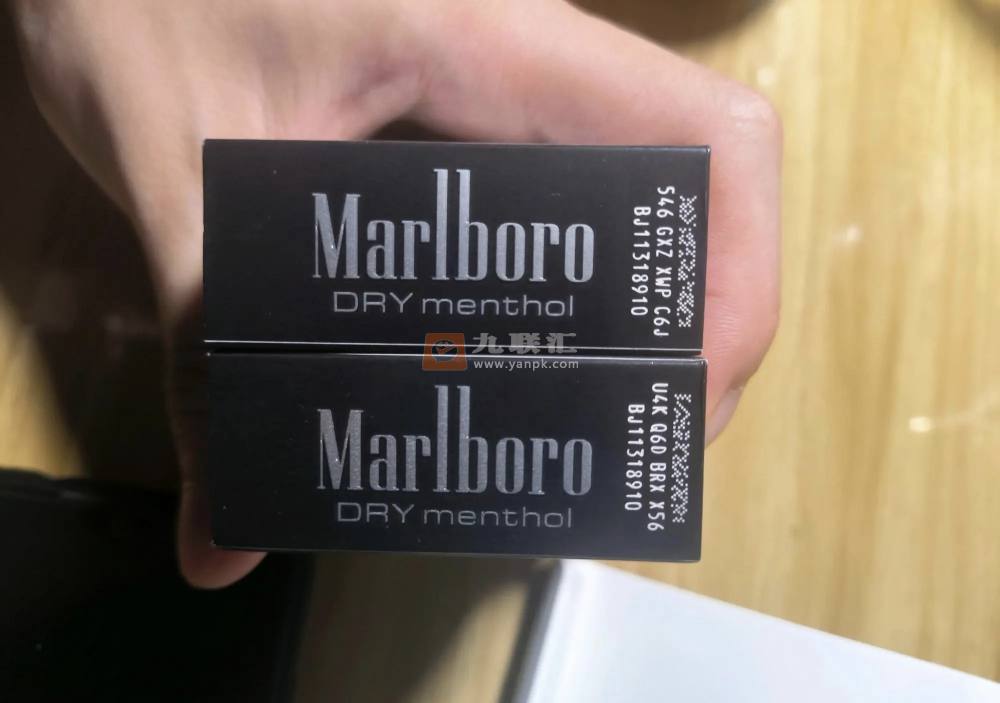 Marlboro
DRY menthol
S46 GXZ XWP C6J
BJ11318910
九联汇
www.yanpk.com
Marlboro
DRY menthol
U4K Q6D BRX X56
BJ11318910